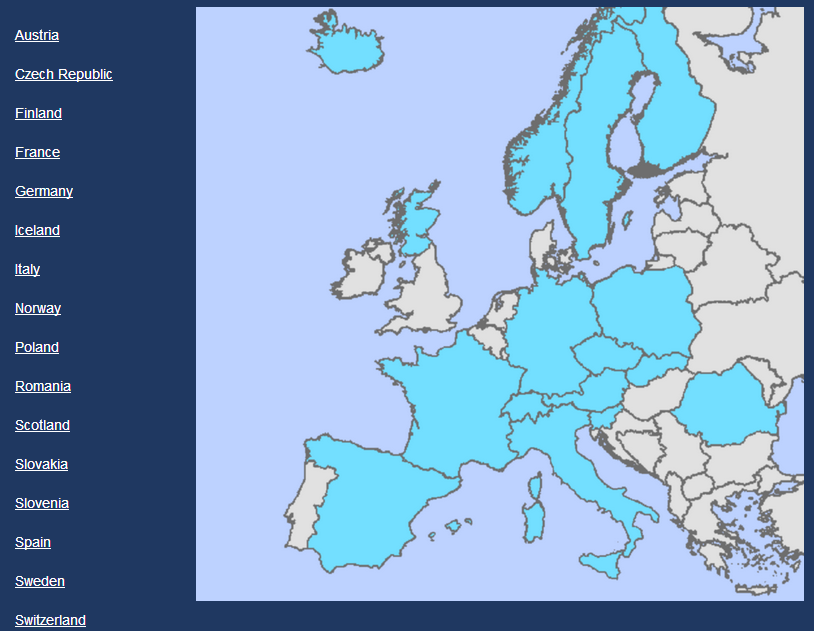 Austria
Czech Republic
Finland
France
Germany
Iceland
Italy
Norway
Poland
Romania
Scotland
Slovakia
Slovenia
Spain
Sweden
Switzerland